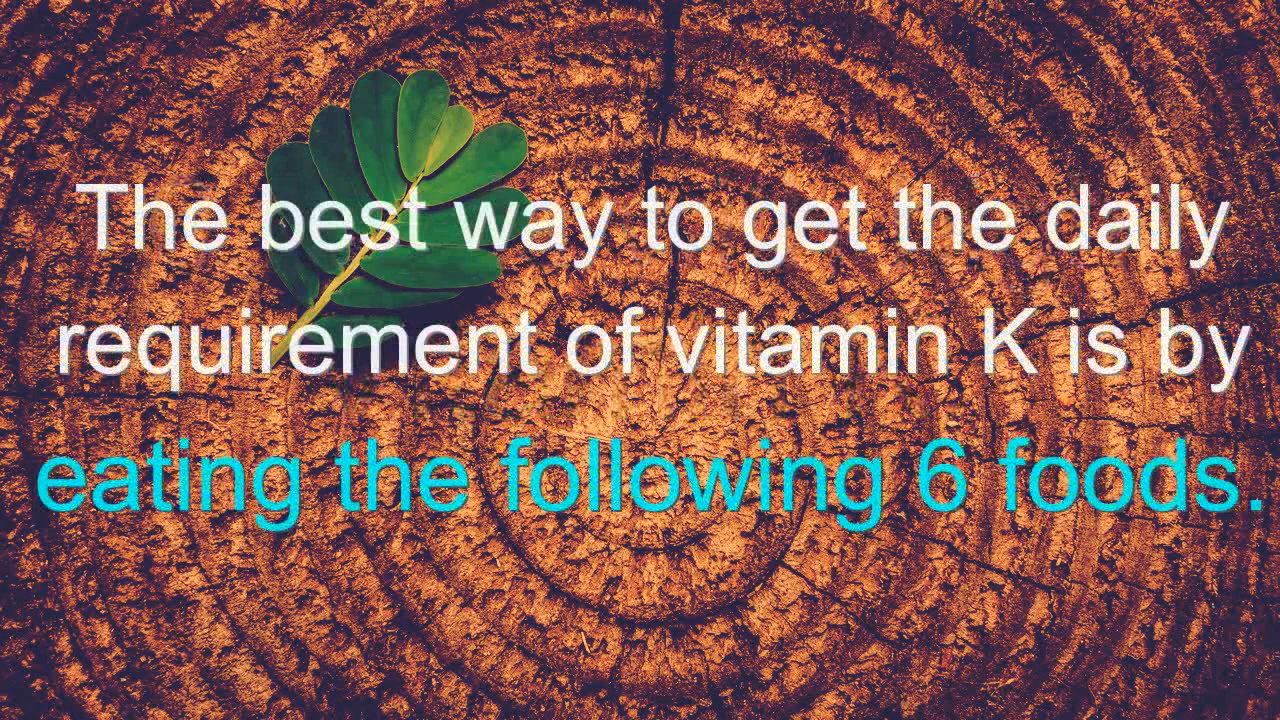 The best way to get the daily
requirement of vitamin K is by
eating the following 6 foods.